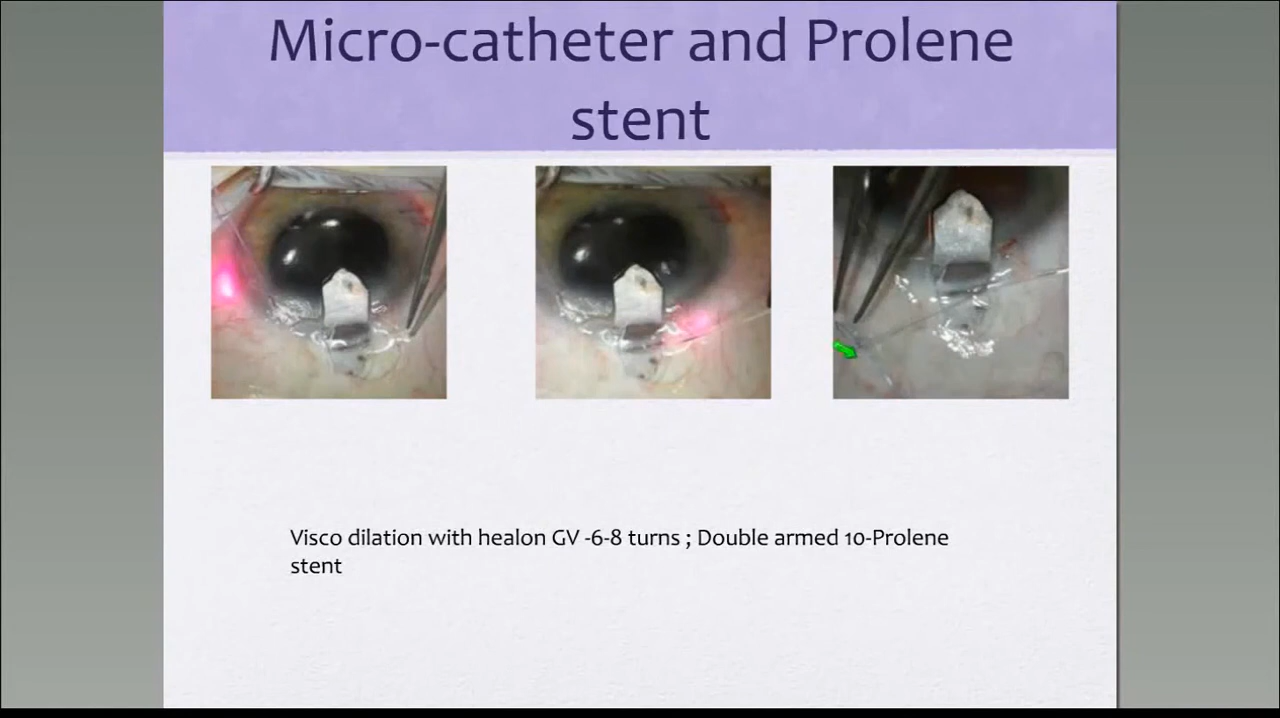 Micro-catheter and Prolene
stent
Visco dilation with healon GV -6-8 turns ; Double armed 10-Prolene
stent